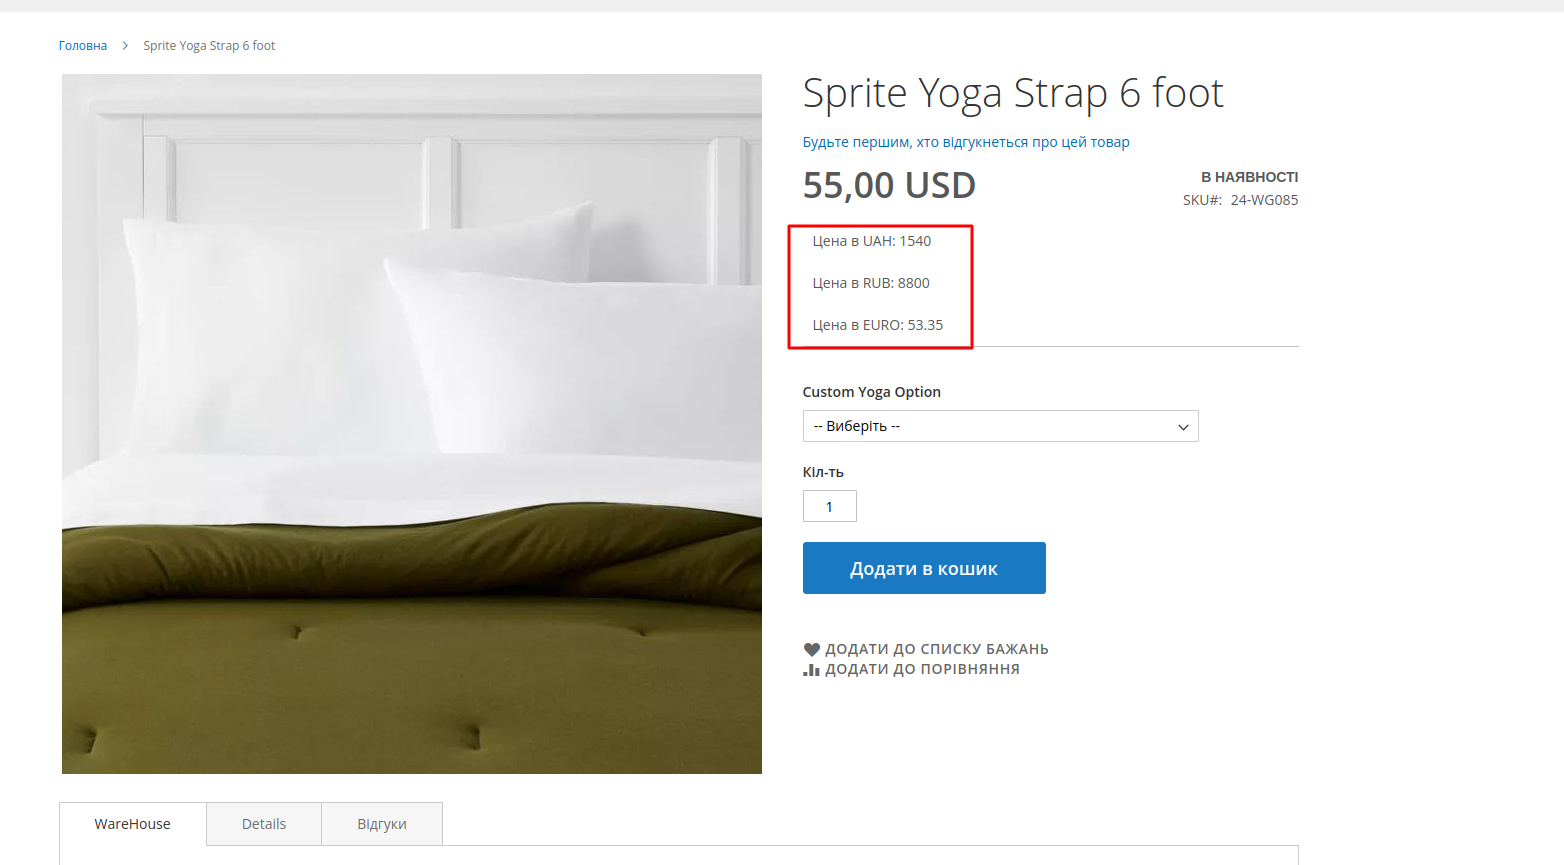 Головна > Sprite Yoga Strap 6 foot
Sprite Yoga Strap 6 foot
Будьте першим, хто відгукнеться про цей товар
55,00 USD
В НАЯВНОСТІ
SKU#: 24-WG085
Цена в UAH: 1540
Цена в RUB: 8800
Цена в EURO: 53.35
Custom Yoga Option
-- Виберіть --
Кіл-ть
1
Додати в кошик
ДОДАТИ ДО СПИСКУ БАЖАНЬ
ДОДАТИ ДО ПОРІВНЯННЯ
WareHouse Details Відгуки